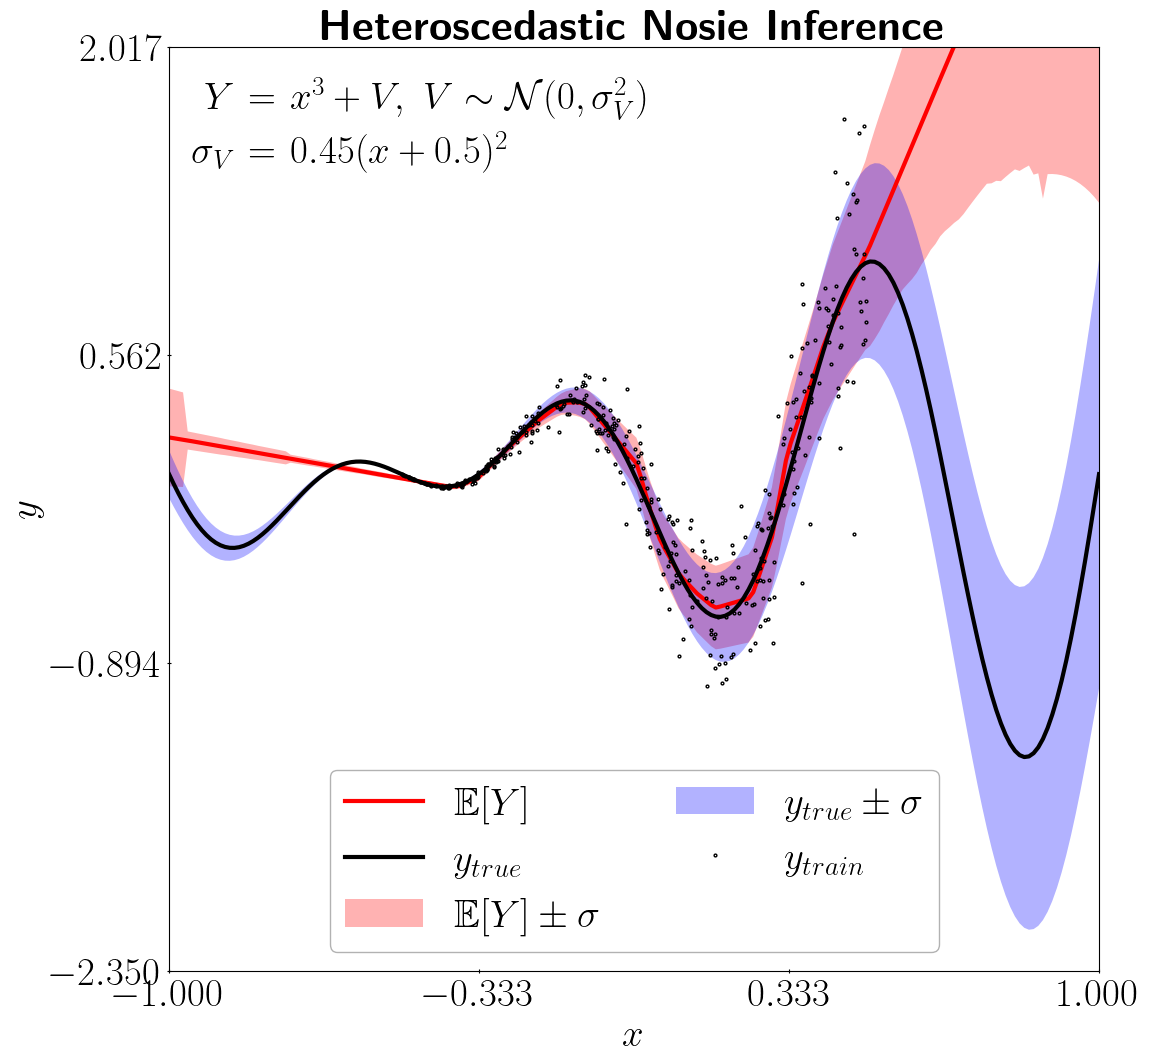 Heteroscedastic Nosie Inference
2.017
Y = x³ + V, V ∼ 𝒩(0, σ_V²)
σ_V = 0.45(x + 0.5)²
0.562
y
−0.894
𝔼[Y]
y_true
𝔼[Y] ± σ
y_true ± σ
y_train
−2.350
−1.000 −0.333 0.333 1.000
x